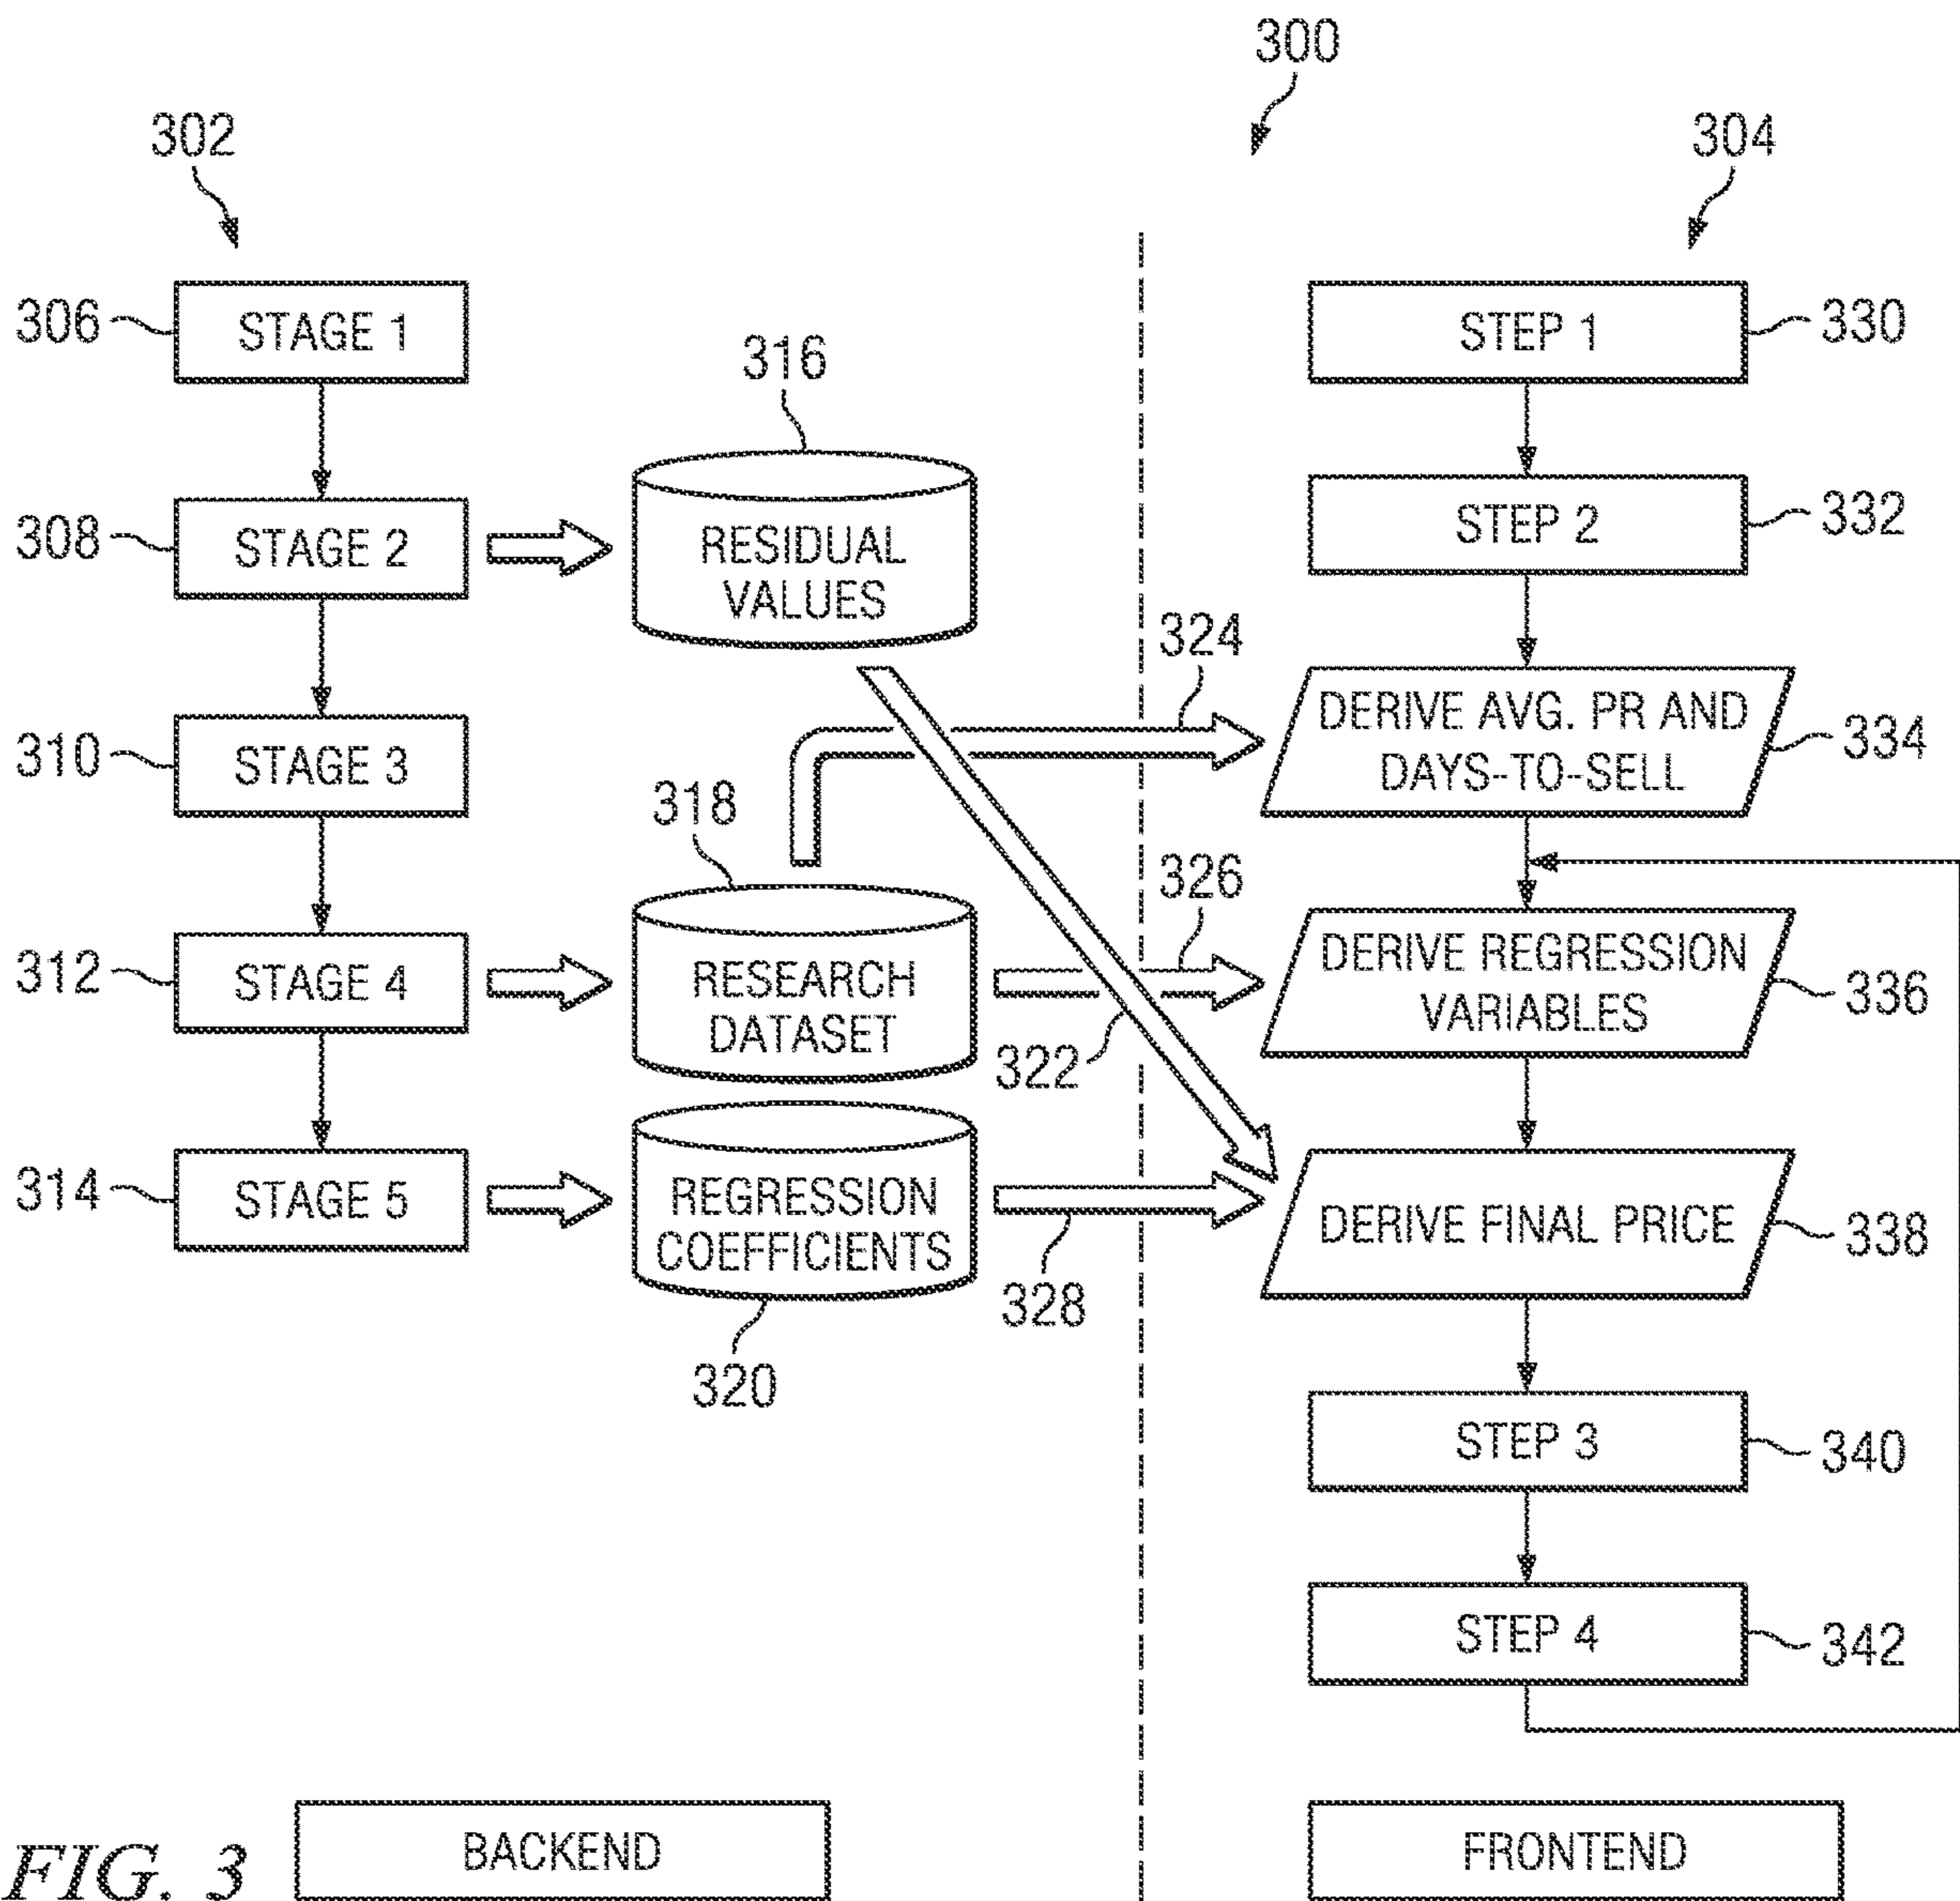 300
302
304
306
STAGE 1
STEP 1
330
316
308
STAGE 2
RESIDUAL
VALUES
STEP 2
332
324
310
STAGE 3
DERIVE AVG. PR AND
DAYS-TO-SELL
334
318
326
312
STAGE 4
RESEARCH
DATASET
322
DERIVE REGRESSION
VARIABLES
336
314
STAGE 5
REGRESSION
COEFFICIENTS
328
DERIVE FINAL PRICE
338
320
STEP 3
340
STEP 4
342
FIG. 3
BACKEND
FRONTEND